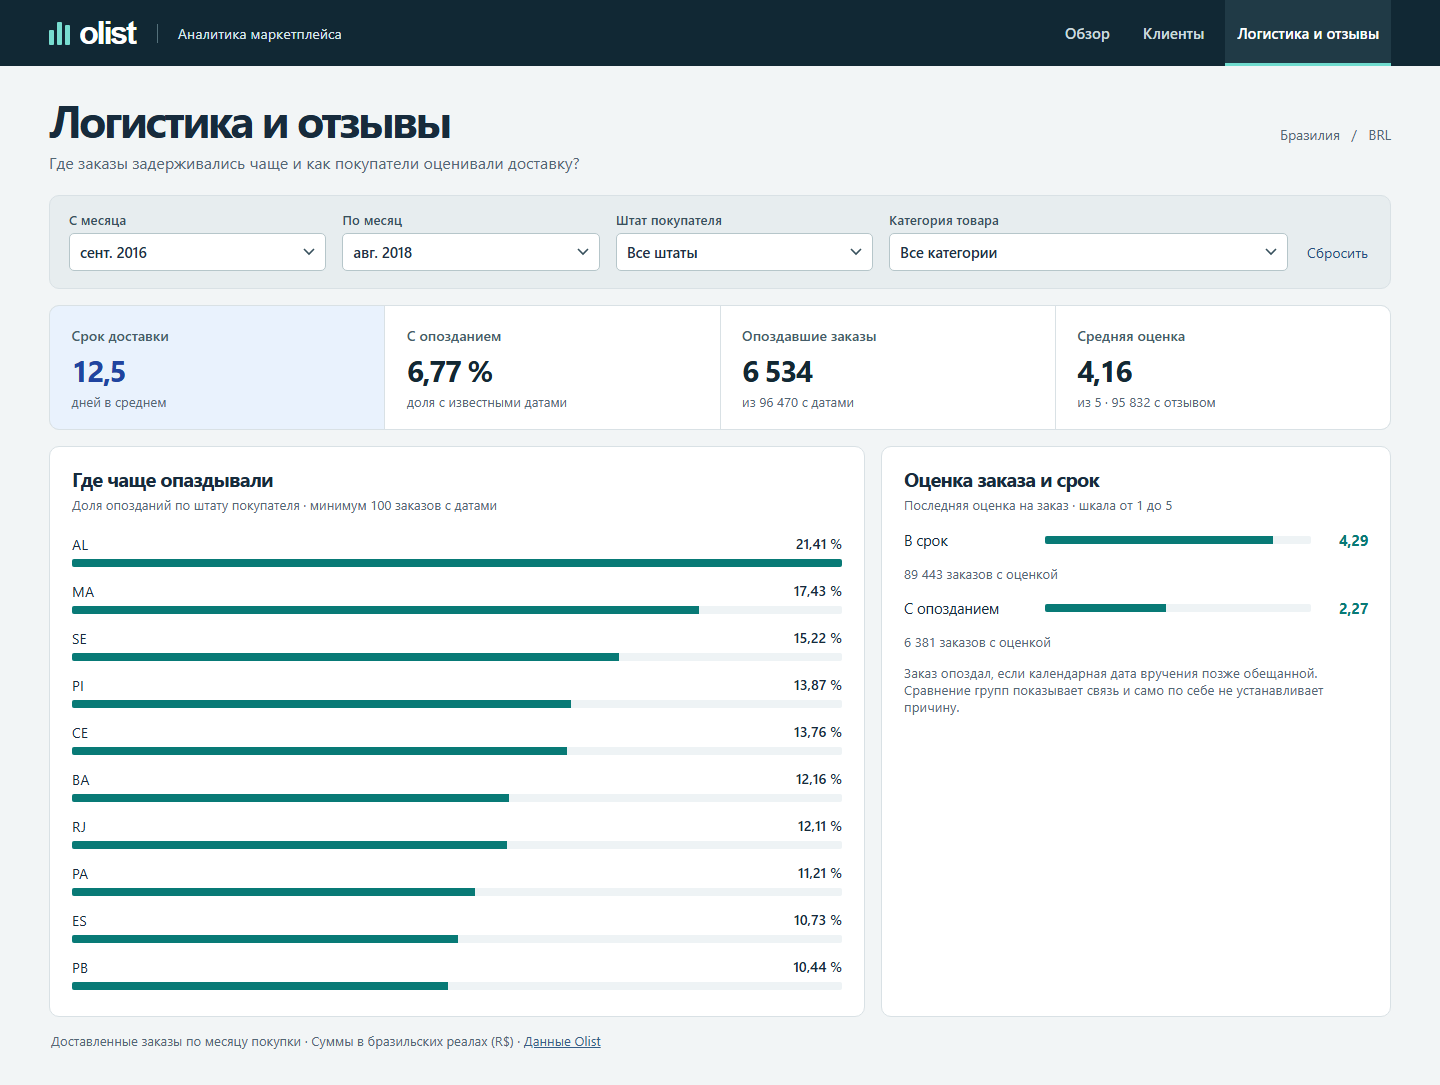 olist
Аналитика маркетплейса
Обзор
Клиенты
Логистика и отзывы
Логистика и отзывы
Бразилия / BRL
Где заказы задерживались чаще и как покупатели оценивали доставку?
С месяца
сент. 2016
По месяц
авг. 2018
Штат покупателя
Все штаты
Категория товара
Все категории
Сбросить
Срок доставки
12,5
дней в среднем
С опозданием
6,77 %
доля с известными датами
Опоздавшие заказы
6 534
из 96 470 с датами
Средняя оценка
4,16
из 5 · 95 832 с отзывом
Где чаще опаздывали
Доля опозданий по штату покупателя · минимум 100 заказов с датами
AL 21,41 %
MA 17,43 %
SE 15,22 %
PI 13,87 %
CE 13,76 %
BA 12,16 %
RJ 12,11 %
PA 11,21 %
ES 10,73 %
PB 10,44 %
Оценка заказа и срок
Последняя оценка на заказ · шкала от 1 до 5
В срок 4,29
89 443 заказов с оценкой
С опозданием 2,27
6 381 заказов с оценкой
Заказ опоздал, если календарная дата вручения позже обещанной.
Сравнение групп показывает связь и само по себе не устанавливает
причину.
Доставленные заказы по месяцу покупки · Суммы в бразильских реалах (R$) · Данные Olist